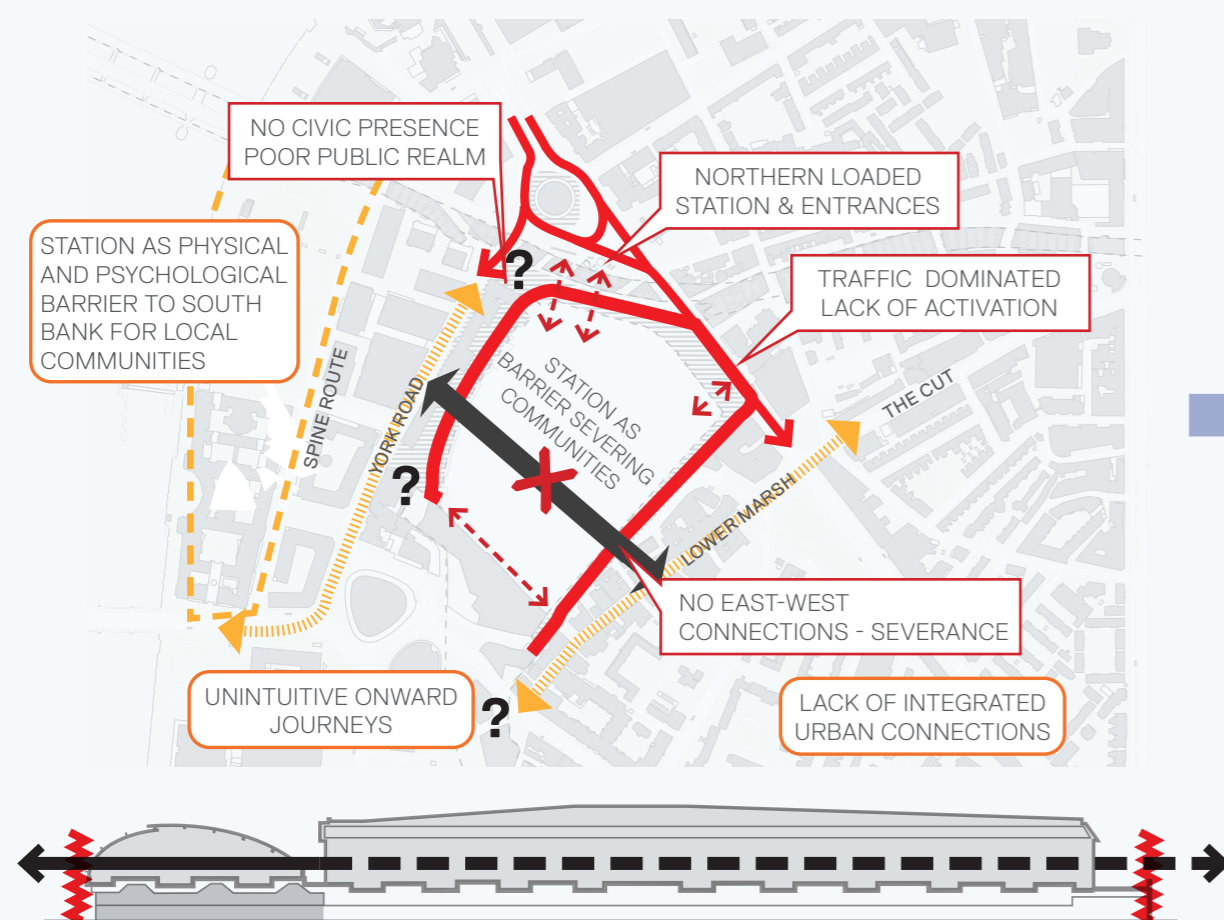 NO CIVIC PRESENCE
POOR PUBLIC REALM
NORTHERN LOADED
STATION & ENTRANCES
STATION AS PHYSICAL
AND PSYCHOLOGICAL
BARRIER TO SOUTH
BANK FOR LOCAL
COMMUNITIES
?
TRAFFIC DOMINATED
LACK OF ACTIVATION
SPINE ROUTE
YORK ROAD
STATION AS
BARRIER SEVERING
COMMUNITIES
THE CUT
?
LOWER MARSH
NO EAST-WEST
CONNECTIONS - SEVERANCE
UNINTUITIVE ONWARD
JOURNEYS
?
LACK OF INTEGRATED
URBAN CONNECTIONS